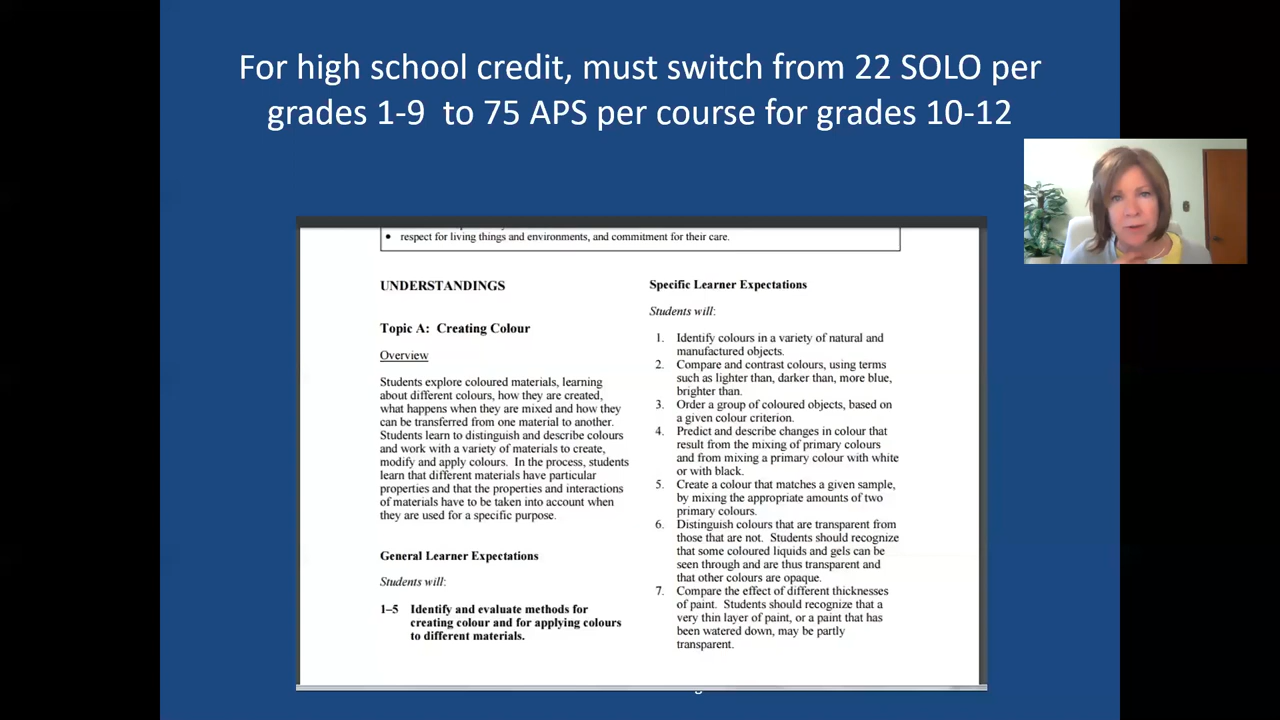 For high school credit, must switch from 22 SOLO per
grades 1-9 to 75 APS per course for grades 10-12
• respect for living things and environments, and commitment for their care.
UNDERSTANDINGS
Topic A: Creating Colour
Overview
Students explore coloured materials, learning
about different colours, how they are created,
what happens when they are mixed and how they
can be transferred from one material to another.
Students learn to distinguish and describe colours
and work with a variety of materials to create,
modify and apply colours. In the process, students
learn that different materials have particular
properties and that the properties and interactions
of materials have to be taken into account when
they are used for a specific purpose.
General Learner Expectations
Students will:
1–5 Identify and evaluate methods for
creating colour and for applying colours
to different materials.
Specific Learner Expectations
Students will:
1. Identify colours in a variety of natural and
manufactured objects.
2. Compare and contrast colours, using terms
such as lighter than, darker than, more blue,
brighter than.
3. Order a group of coloured objects, based on
a given colour criterion.
4. Predict and describe changes in colour that
result from the mixing of primary colours
and from mixing a primary colour with white
or with black.
5. Create a colour that matches a given sample,
by mixing the appropriate amounts of two
primary colours.
6. Distinguish colours that are transparent from
those that are not. Students should recognize
that some coloured liquids and gels can be
seen through and are thus transparent and
that other colours are opaque.
7. Compare the effect of different thicknesses
of paint. Students should recognize that a
very thin layer of paint, or a paint that has
been watered down, may be partly
transparent.